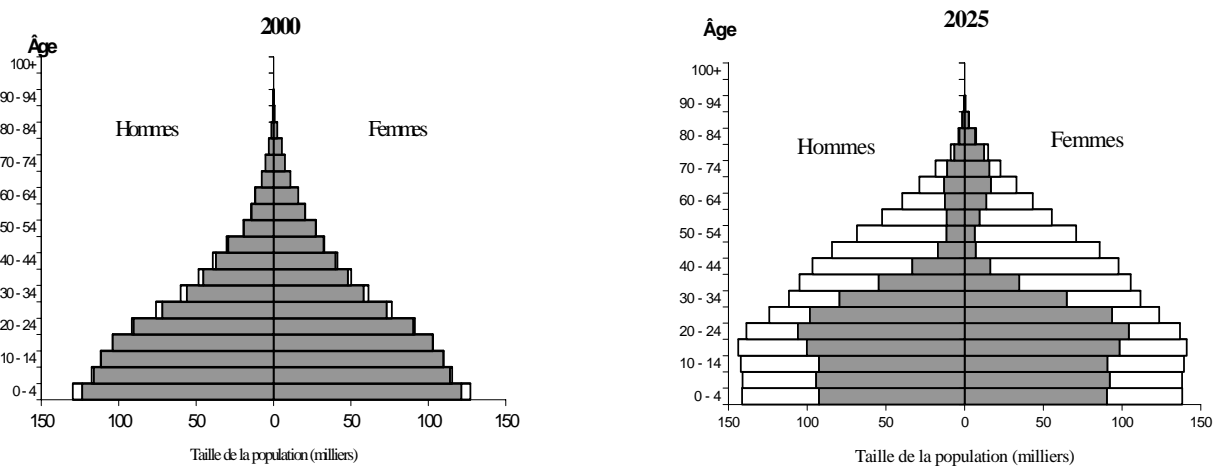 2000
Âge
100+
90 - 94
80 - 84
70 - 74
60 - 64
50 - 54
40 - 44
30 - 34
20 - 24
10 - 14
0 - 4
Hommes
Femmes
150 100 50 0 50 100 150
Taille de la population (milliers)
2025
Âge
100+
90 - 94
80 - 84
70 - 74
60 - 64
50 - 54
40 - 44
30 - 34
20 - 24
10 - 14
0 - 4
Hommes
Femmes
150 100 50 0 50 100 150
Taille de la population (milliers)